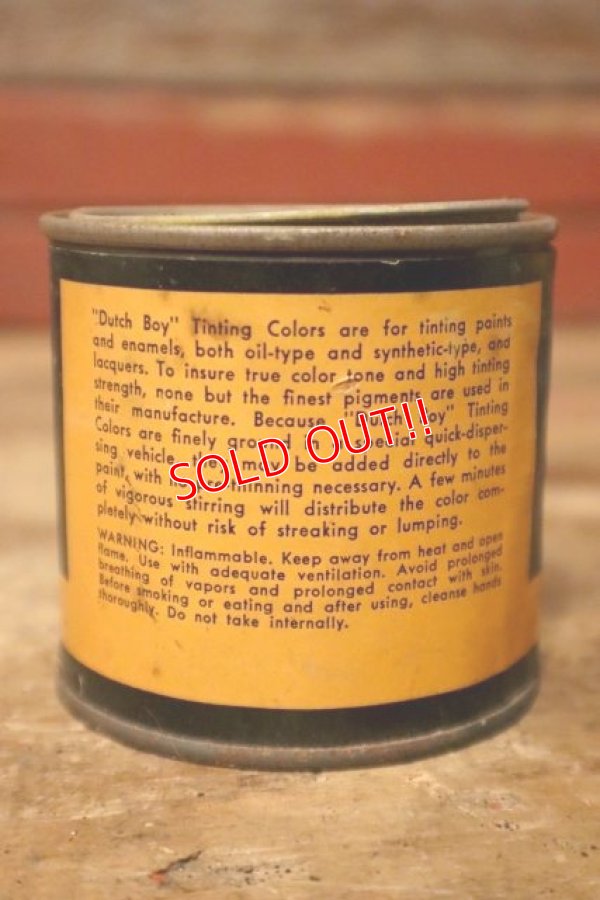 "Dutch Boy" Tinting Colors are for tinting paints
and enamels, both oil-type and synthetic-type, and
lacquers. To insure true color tone and high tinting
strength, none but the finest pigments are used in
their manufacture. Because "Dutch Boy" Tinting
Colors are finely ground in a special quick-disper-
sing vehicle, they may be added directly to the
paint, with no pre-thinning necessary. A few minutes
of vigorous stirring will distribute the color com-
pletely without risk of streaking or lumping.
WARNING: Inflammable. Keep away from heat and open
flame. Use with adequate ventilation. Avoid prolonged
breathing of vapors and prolonged contact with skin.
Before smoking or eating and after using, cleanse hands
thoroughly. Do not take internally.
SOLD OUT!!